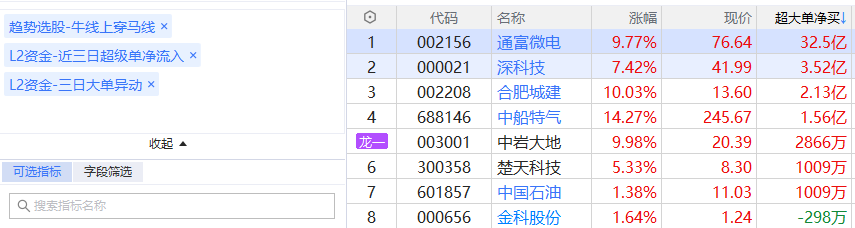 趋势选股-牛线上穿马线 ×
L2资金-近三日超级单净流入 ×
L2资金-三日大单异动 ×
收起 ▲
可选指标 字段筛选
搜索指标名称
代码 名称 涨幅 现价 超大单净买↓
1 002156 通富微电 9.77% 76.64 32.5亿
2 000021 深科技 7.42% 41.99 3.52亿
3 002208 合肥城建 10.03% 13.60 2.13亿
4 688146 中船特气 14.27% 245.67 1.56亿
龙一 003001 中岩大地 9.98% 20.39 2866万
6 300358 楚天科技 5.33% 8.30 1009万
7 601857 中国石油 1.38% 11.03 1009万
8 000656 金科股份 1.64% 1.24 -298万